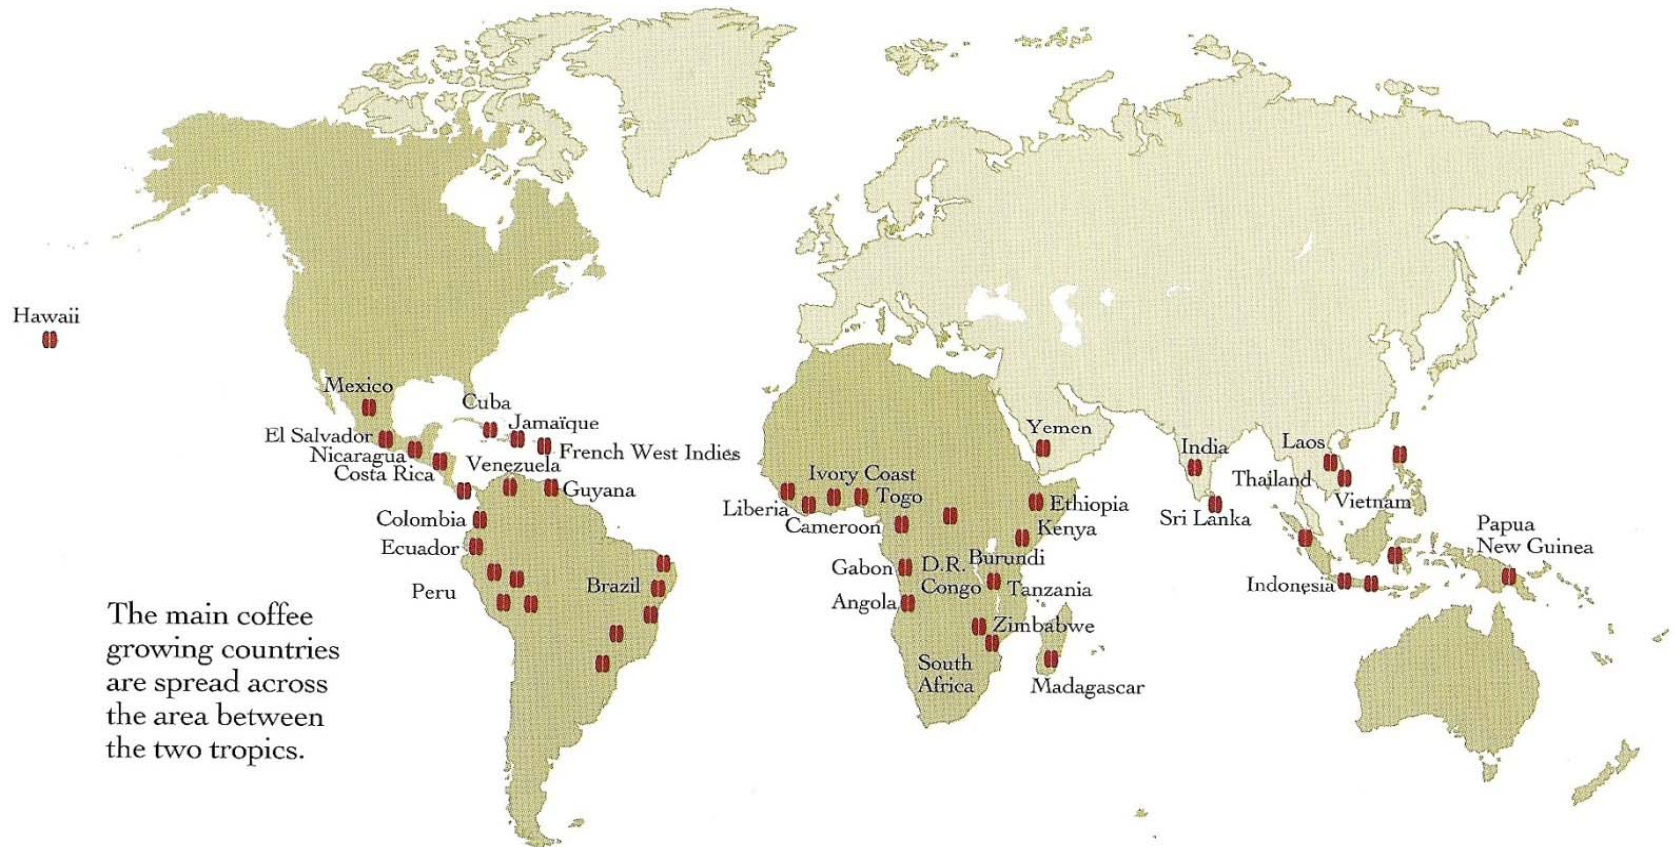 Hawaii
Mexico
Cuba
Jamaïque
El Salvador
Nicaragua
French West Indies
Costa Rica
Venezuela
Guyana
Colombia
Ecuador
Peru
Brazil
Ivory Coast
Togo
Liberia
Cameroon
Ethiopia
Kenya
Gabon
D.R.
Congo
Burundi
Tanzania
Angola
Zimbabwe
South
Africa
Madagascar
Yemen
India
Sri Lanka
Laos
Thailand
Vietnam
Indonesia
Papua
New Guinea
The main coffee
growing countries
are spread across
the area between
the two tropics.